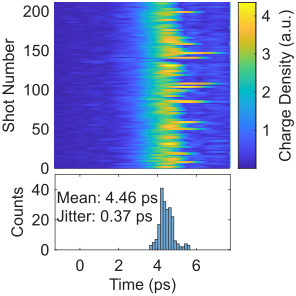 200
150
100
50
0
Shot Number
4
3
2
1
Charge Density (a.u.)
40
20
0
Counts
Mean: 4.46 ps
Jitter: 0.37 ps
0 2 4 6
Time (ps)